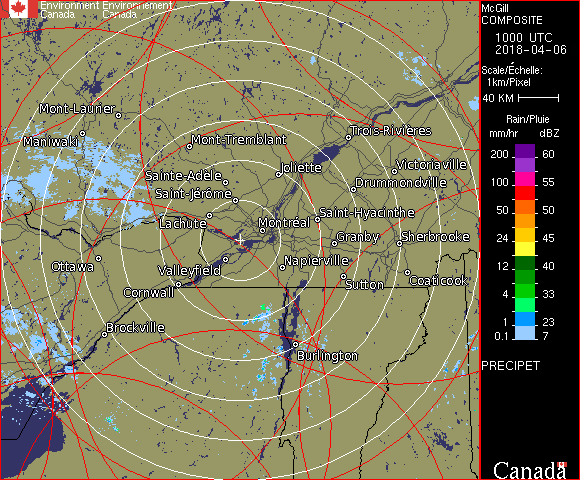 Environment Environnement
Canada Canada
McGill
COMPOSITE
1000 UTC
2018-04-06
Scale/Échelle:
1km/Pixel
40 KM
Rain/Pluie
mm/hr dBZ
200 60
155 55
100 55
50 50
24 45
12 40
4 33
1 23
0.1 7
PRECIPET
Canada
Mont-Laurier
Maniwaki
Mont-Tremblant
Trois-Rivières
Sainte-Adèle
Joliette
Victoriaville
Saint-Jérôme
Drummondville
Lachute
Montréal
Saint-Hyacinthe
Granby
Sherbrooke
Ottawa
Valleyfield
Napierville
Cornwall
Sutton
Coaticook
Brockville
Burlington